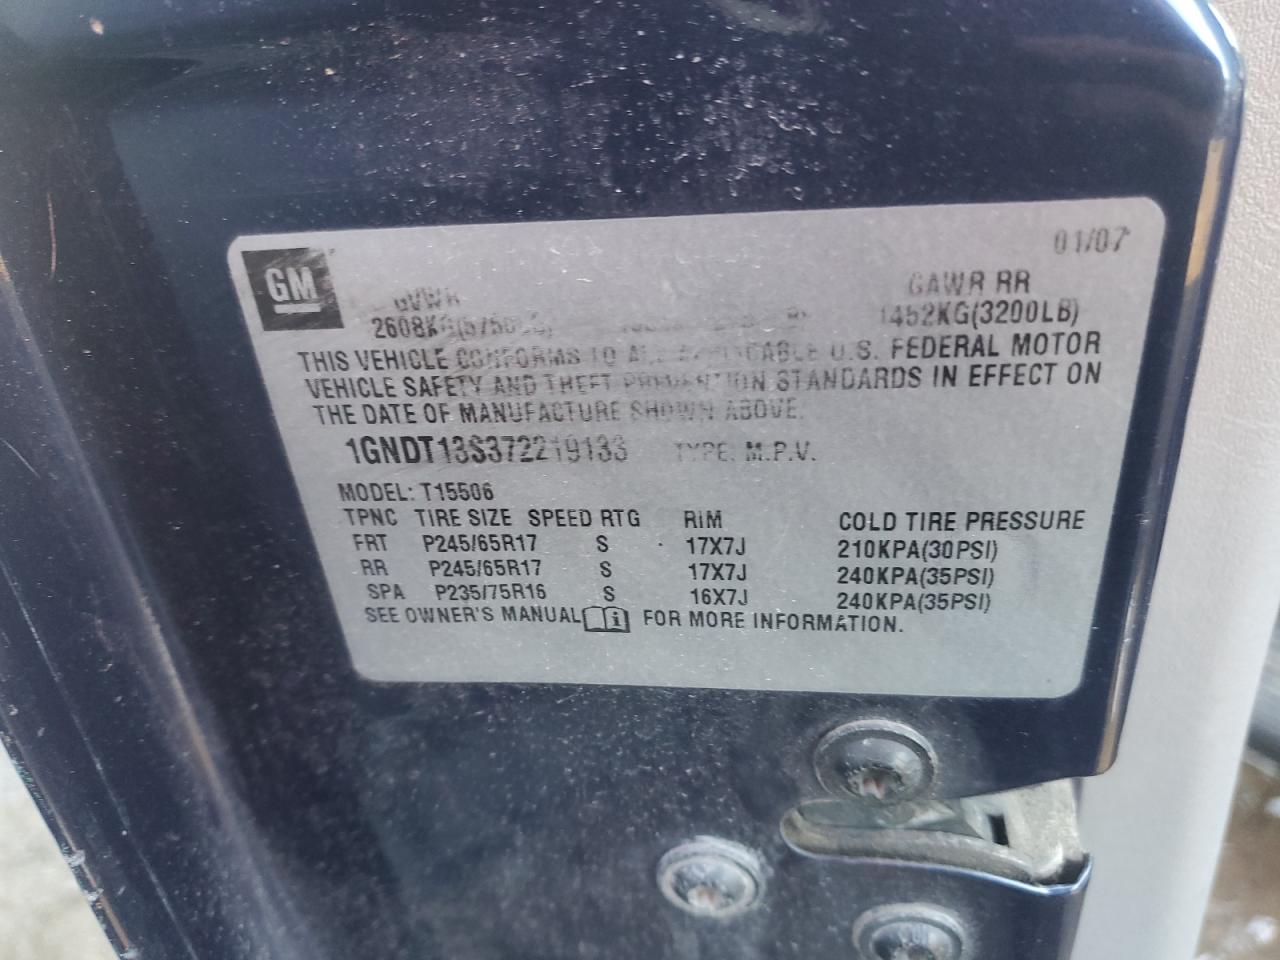 01/07
GM
GVWR GAWR RR
2608KG 1452KG(3200LB)
THIS VEHICLE CONFORMS TO ALL APPLICABLE U.S. FEDERAL MOTOR
VEHICLE SAFETY AND THEFT PREVENTION STANDARDS IN EFFECT ON
THE DATE OF MANUFACTURE SHOWN ABOVE.
1GNDT13S372219133 TYPE: M.P.V.
MODEL: T15506
TPNC TIRE SIZE SPEED RTG RIM COLD TIRE PRESSURE
FRT P245/65R17 S 17X7J 210KPA(30PSI)
RR P245/65R17 S 17X7J 240KPA(35PSI)
SPA P235/75R16 S 16X7J 240KPA(35PSI)
SEE OWNER'S MANUAL i FOR MORE INFORMATION.